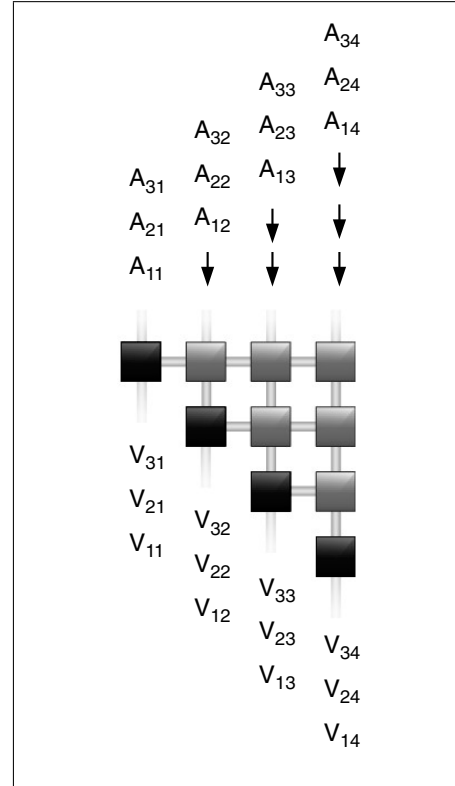 A₃₄
A₃₃ A₂₄
A₃₂ A₂₃ A₁₄
A₃₁ A₂₂ A₁₃
A₂₁ A₁₂
A₁₁
V₃₁
V₂₁
V₁₁ V₃₂
V₂₂ V₃₃
V₁₂ V₂₃ V₃₄
V₁₃ V₂₄
V₁₄